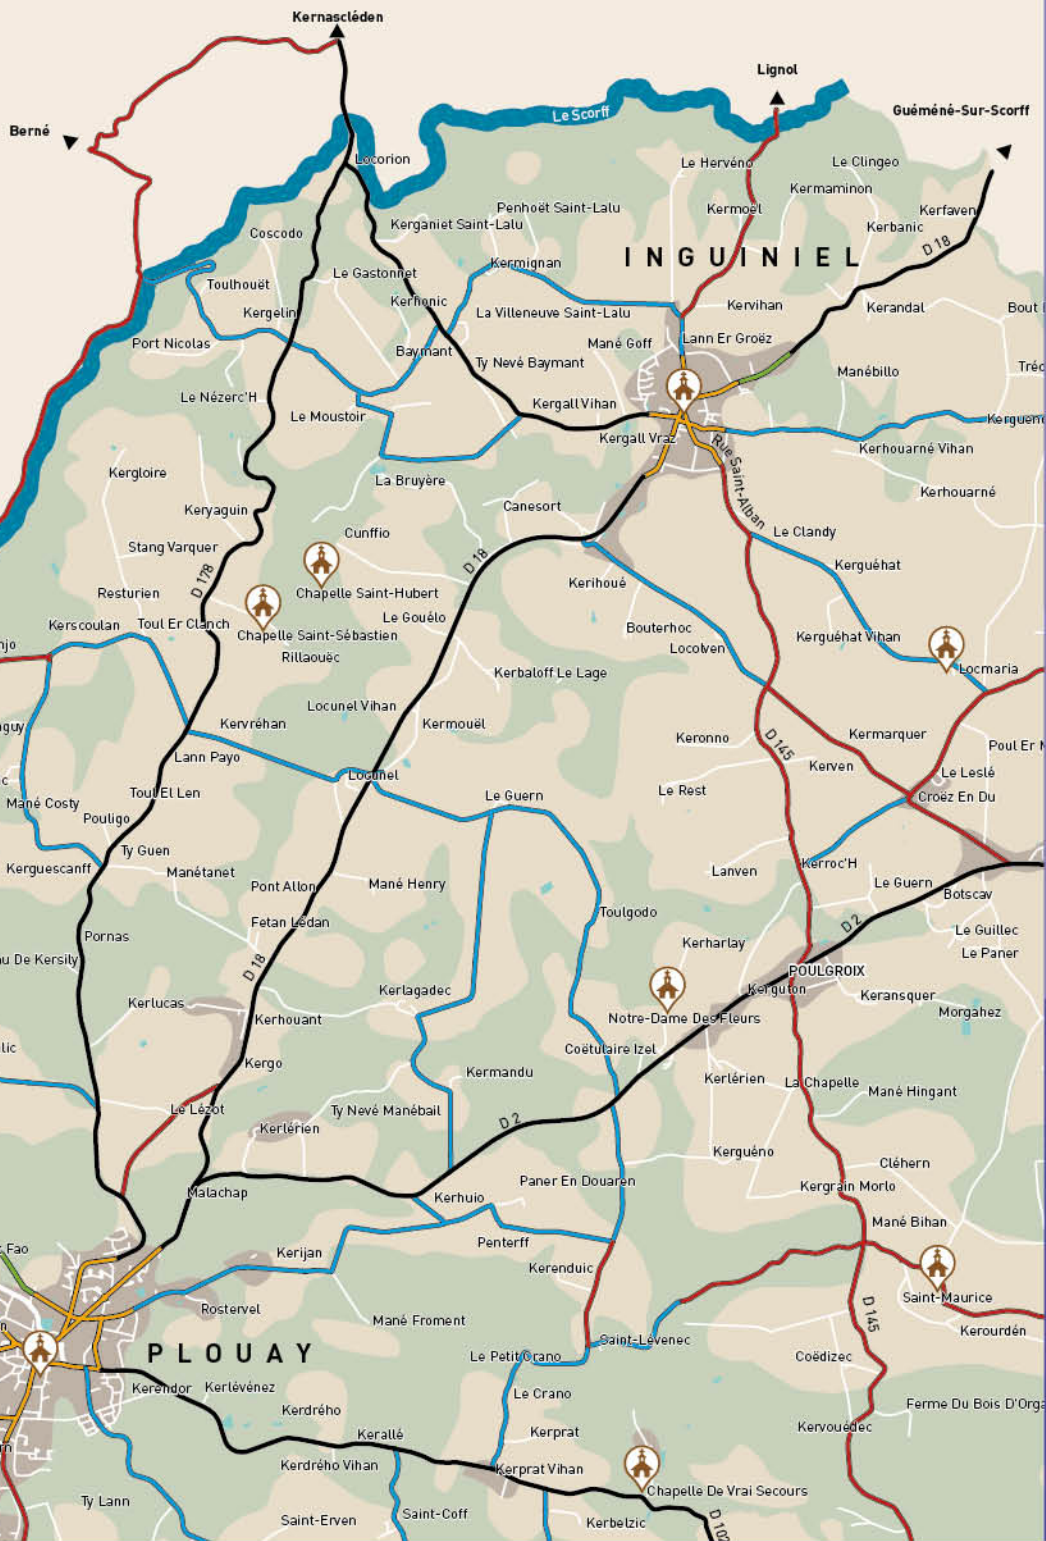 Kernascléden
Lignol
Guéméné-Sur-Scorff
Le Scorff
Berné
Locorion
Le Hervéno
Le Clingeo
Kermaminon
Penhoët Saint-Lalu
Kermoël
Kerfaven
Kerganiet Saint-Lalu
Kerbanic
Coscodo
D 18
INGUINIEL
Kermignan
Le Gastonnet
Toulhouët
Kerhonic
Kervihan
Kerandal
Bout
Kergelin
La Villeneuve Saint-Lalu
Lann Er Groëz
Port Nicolas
Mané Goff
Baymant
Ty Nevé Baymant
Manébillo
Le Nézerc'H
Kergall Vihan
Le Moustoir
Kergall Vraz
Rue Saint-Alban
Kerhouarné Vihan
Kergloire
La Bruyère
Kerhouarné
Canesort
Keryaguin
Cunffio
Le Clandy
Stang Varquer
D 18
Kerguéhat
D 178
Kerihoué
Resturien
Chapelle Saint-Hubert
Le Gouélo
Kerscoulan
Toul Er Clanch
Chapelle Saint-Sébastien
Bouterhoc
Kerguéhat Vihan
njo
Rillaouëc
Locolven
Kerbaloff Le Lage
Locmaria
Locunel Vihan
Kervréhan
Kermouël
Keronno
D 145
Kermarquer
Poul Er
Lann Payo
Kerven
Locunel
Le Leslé
Toul El Len
Le Guern
Le Rest
Croëz En Du
Mané Costy
Pouligo
Ty Guen
Kerroc'H
Kerguescanff
Manétanet
Lanven
Pont Allon
Mané Henry
Le Guern
Botscav
Fetan Lédan
Toulgodo
D 2
Le Guillec
Pornas
Kerharlay
Le Paner
u De Kersily
D 18
POULGROIX
Kerlagadec
Kerguton
Keransquer
Kerlucas
Morgahez
Kerhouant
Notre-Dame Des Fleurs
lic
Coëtulaire Izel
Kergo
Kermandu
Kerlérien
La Chapelle
Mané Hingant
Le Lézot
Ty Nevé Manébail
D 2
Kerlérien
Kerguéno
Cléhern
Paner En Douaren
Malachap
Kergrain Morlo
Kerhuio
Mané Bihan
Fao
Penterff
Kerijan
Kerenduic
Saint-Maurice
Rostervel
D 145
Mané Froment
Kerourdén
Saint-Lévenec
PLOUAY
Le Petit Crano
Coëdizec
Kerendor
Kerlévénez
Le Crano
Ferme Du Bois D'Orga
Kerdrého
Kervouédec
Kerallé
Kerprat
Kerdrého Vihan
Kerprat Vihan
Chapelle De Vrai Secours
Ty Lann
Saint-Coff
Saint-Erven
Kerbelzic
D 102